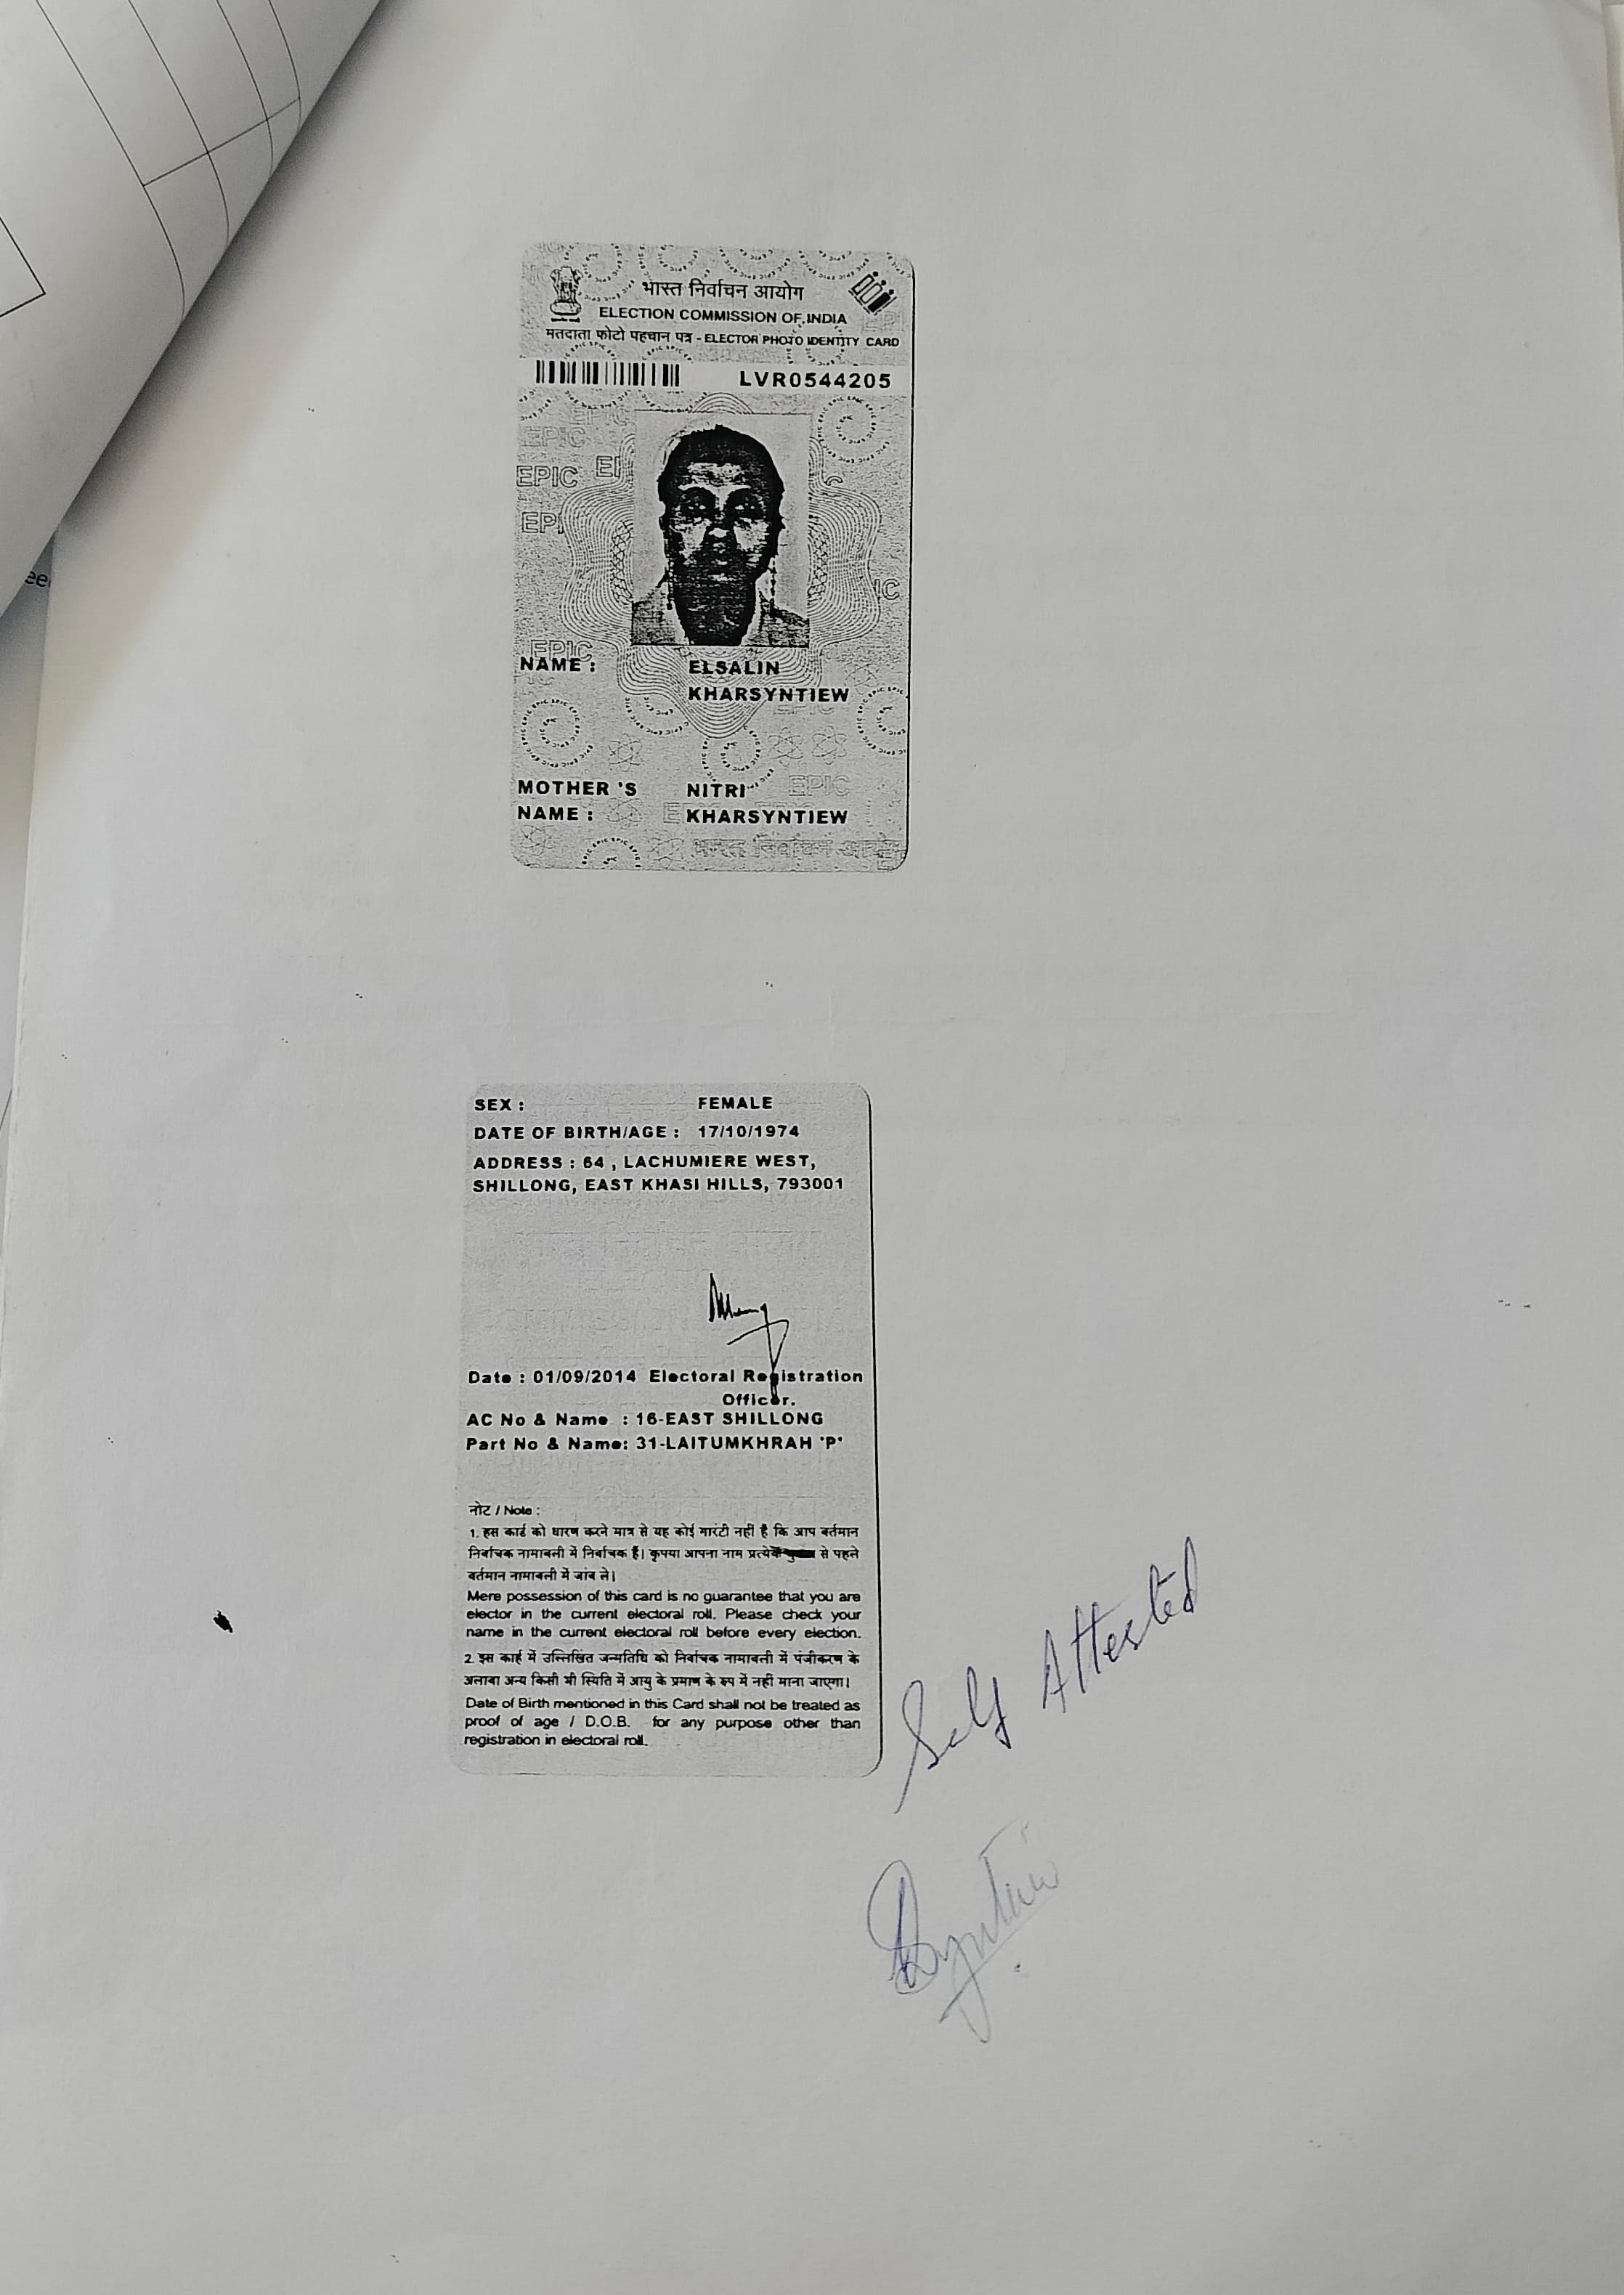 भारत निर्वाचन आयोग
ELECTION COMMISSION OF INDIA
मतदाता फोटो पहचान पत्र - ELECTOR PHOTO IDENTITY CARD
LVR0544205
EPIC
EPIC
EPIC
EPIC
NAME : ELSALIN
KHARSYNTIEW
EPIC
MOTHER 'S NITRI
NAME : KHARSYNTIEW
भारत निर्वाचन आयोग
SEX : FEMALE
DATE OF BIRTH/AGE : 17/10/1974
ADDRESS : 64 , LACHUMIERE WEST,
SHILLONG, EAST KHASI HILLS, 793001
Date : 01/09/2014 Electoral Registration
Officer.
AC No & Name : 16-EAST SHILLONG
Part No & Name: 31-LAITUMKHRAH 'P'
नोट / Note :
1. इस कार्ड को धारण करने मात्र से यह कोई गारंटी नहीं है कि आप वर्तमान
निर्वाचक नामावली में निर्वाचक हैं। कृपया आपना नाम प्रत्येक से पहले
वर्तमान नामावली में जांच ले।
Mere possession of this card is no guarantee that you are
elector in the current electoral roll. Please check your
name in the current electoral roll before every election.
2. इस कार्ड में उल्लिखित जन्मतिथि को निर्वाचक नामावली में पंजीकरण के
अलावा अन्य किसी भी स्थिति में आयु के प्रमाण के रूप में नहीं माना जाएगा।
Date of Birth mentioned in this Card shall not be treated as
proof of age / D.O.B. for any purpose other than
registration in electoral roll.
Self Attested